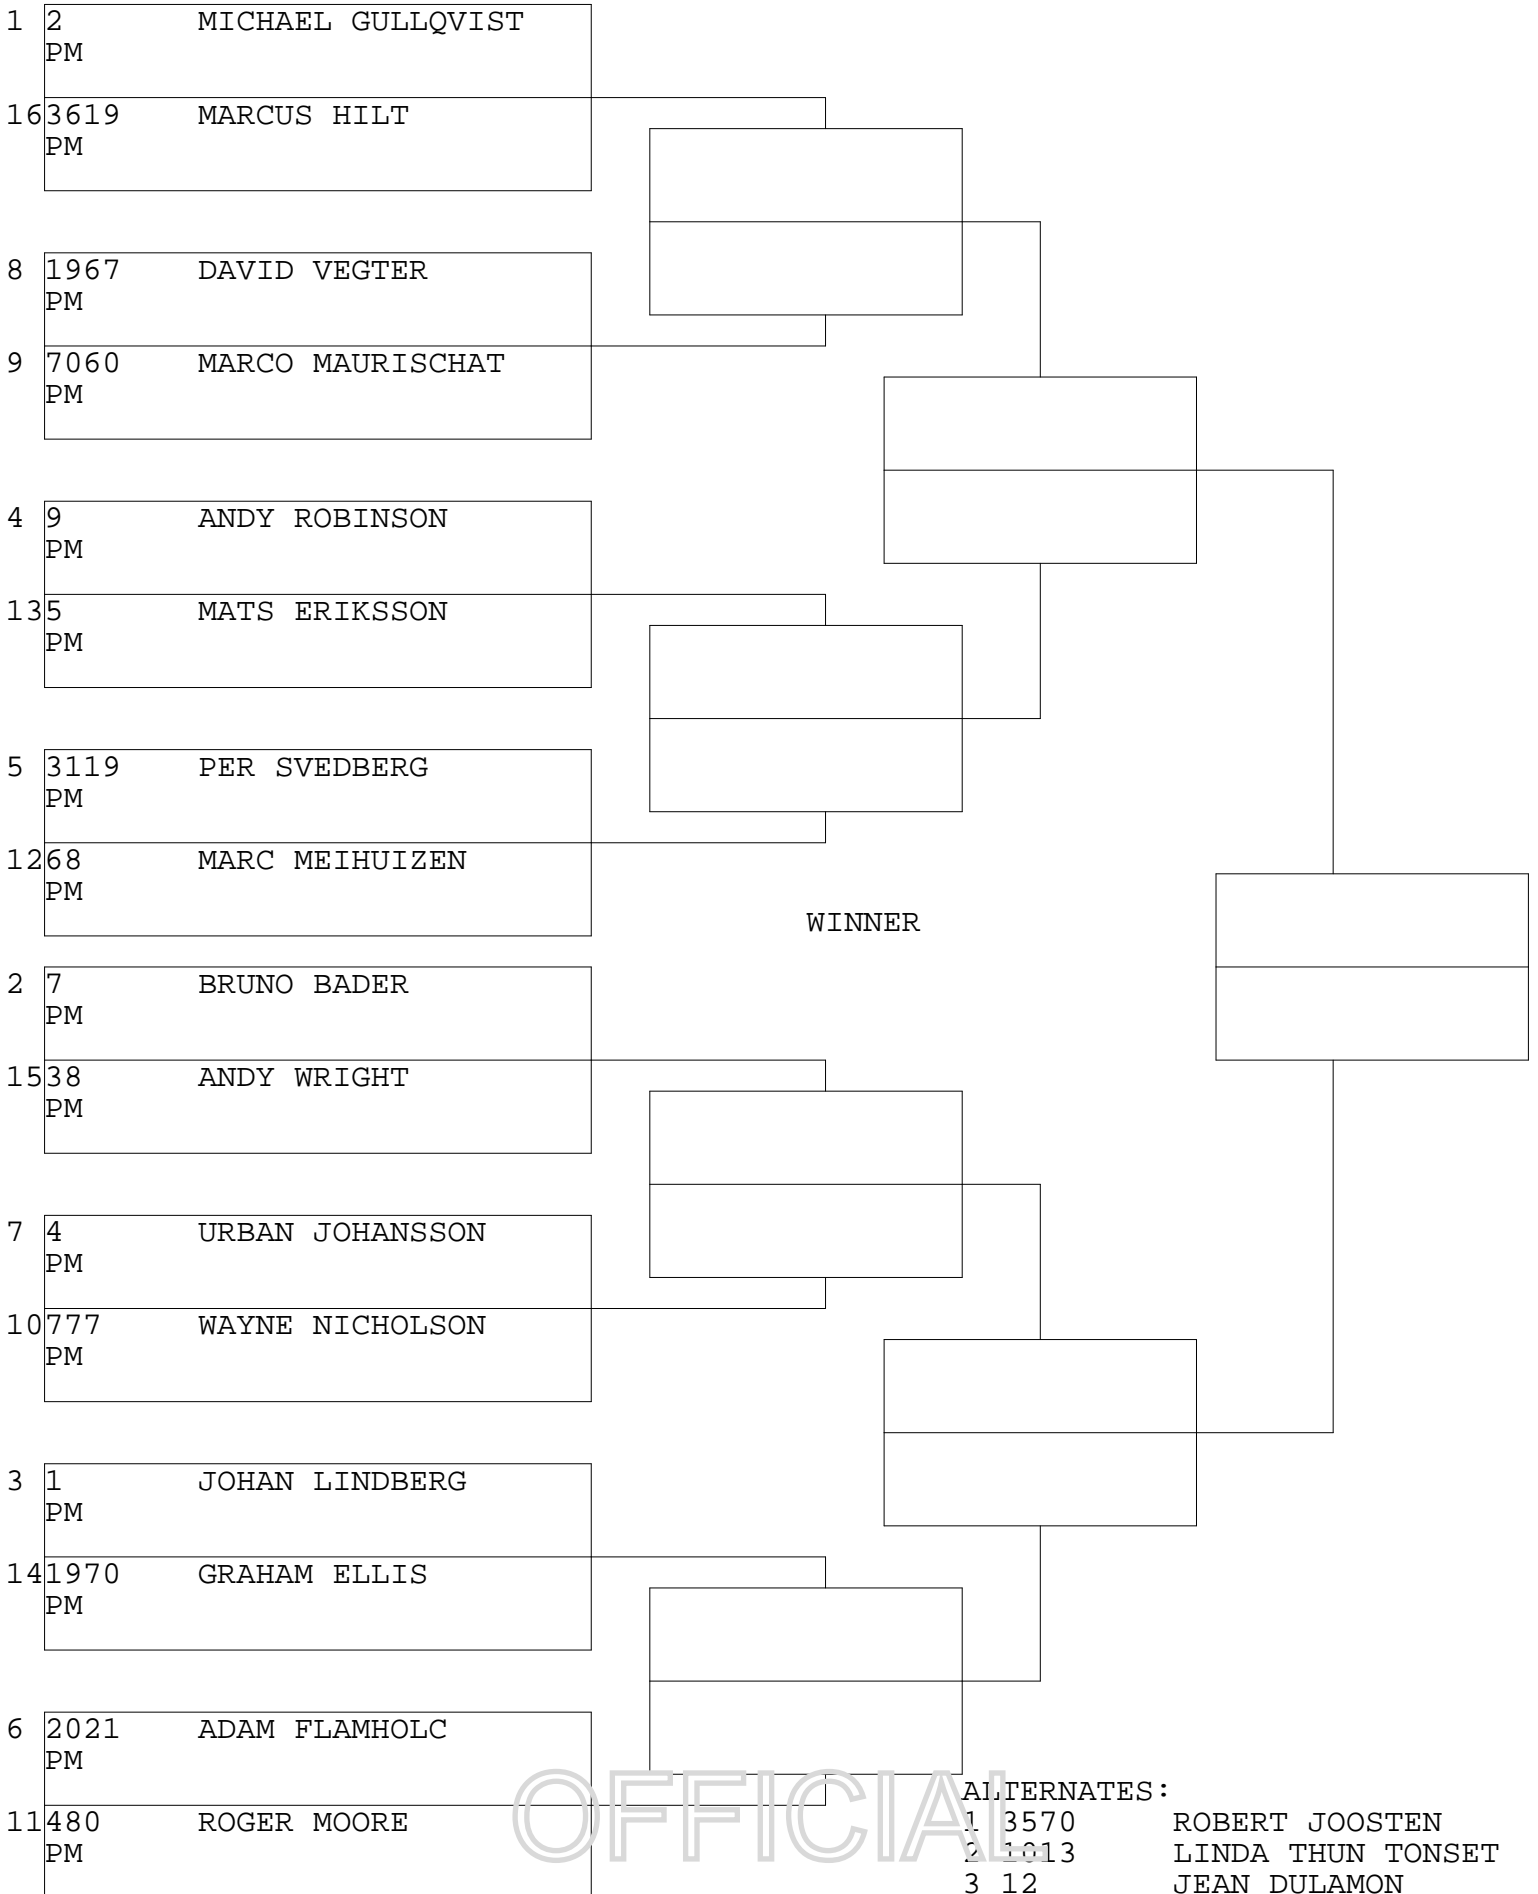 1 2 MICHAEL GULLQVIST
PM
16 3619 MARCUS HILT
PM
8 1967 DAVID VEGTER
PM
9 7060 MARCO MAURISCHAT
PM
4 9 ANDY ROBINSON
PM
13 5 MATS ERIKSSON
PM
5 3119 PER SVEDBERG
PM
12 68 MARC MEIHUIZEN
PM
WINNER
2 7 BRUNO BADER
PM
15 38 ANDY WRIGHT
PM
7 4 URBAN JOHANSSON
PM
10 777 WAYNE NICHOLSON
PM
3 1 JOHAN LINDBERG
PM
14 1970 GRAHAM ELLIS
PM
6 2021 ADAM FLAMHOLC
PM
11 480 ROGER MOORE
PM
OFFICIAL
ALTERNATES:
1 3570 ROBERT JOOSTEN
2 1013 LINDA THUN TONSET
3 12 JEAN DULAMON